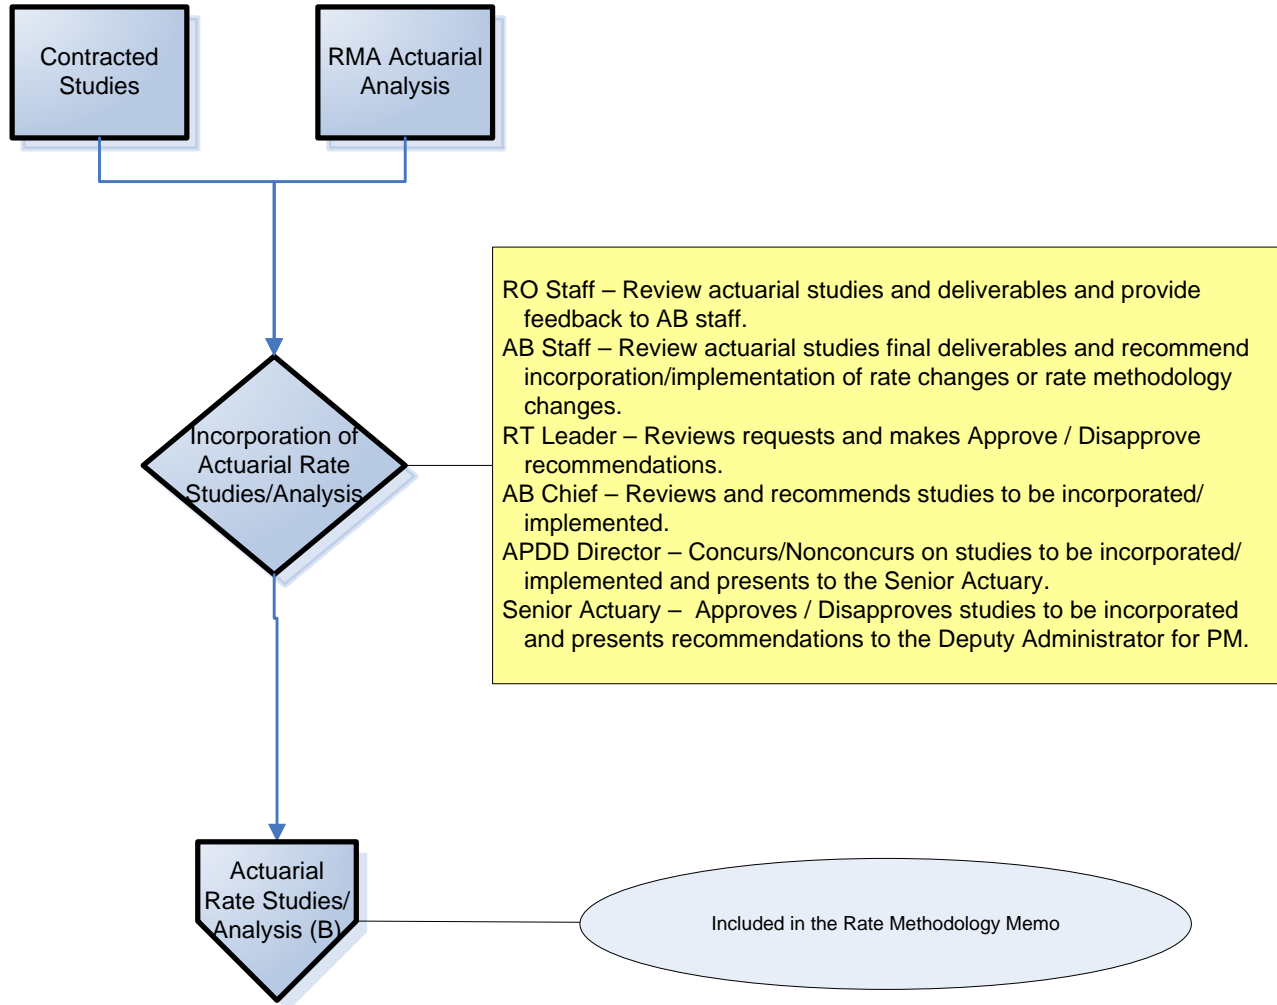 Contracted
Studies
RMA Actuarial
Analysis
RO Staff – Review actuarial studies and deliverables and provide
feedback to AB staff.
AB Staff – Review actuarial studies final deliverables and recommend
incorporation/implementation of rate changes or rate methodology
changes.
RT Leader – Reviews requests and makes Approve / Disapprove
recommendations.
AB Chief – Reviews and recommends studies to be incorporated/
implemented.
APDD Director – Concurs/Nonconcurs on studies to be incorporated/
implemented and presents to the Senior Actuary.
Senior Actuary –  Approves / Disapproves studies to be incorporated
and presents recommendations to the Deputy Administrator for PM.
Incorporation of
Actuarial Rate
Studies/Analysis
Actuarial
Rate Studies/
Analysis (B)
Included in the Rate Methodology Memo